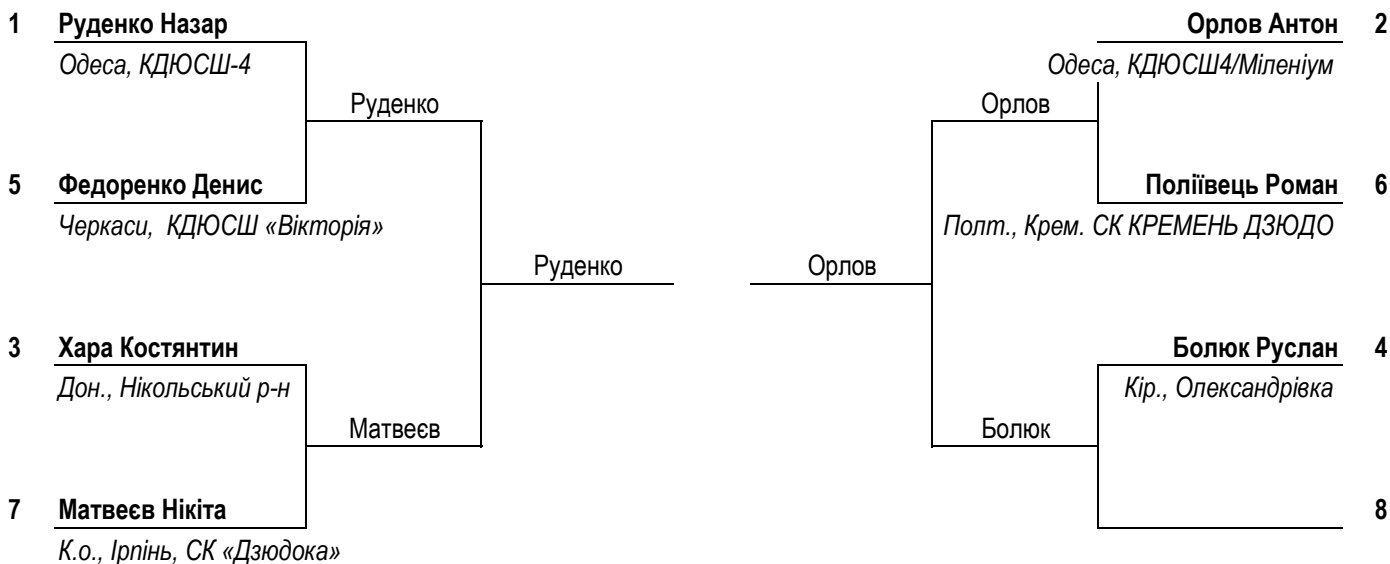 1 Руденко Назар
Одеса, КДЮСШ-4
Руденко
5 Федоренко Денис
Черкаси, КДЮСШ «Вікторія»
Руденко
3 Хара Костянтин
Дон., Нікольський р-н
Матвеєв
7 Матвеєв Нікіта
К.о., Ірпінь, СК «Дзюдока»
Орлов Антон 2
Одеса, КДЮСШ4/Міленіум
Орлов
Поліївець Роман 6
Полт., Крем. СК КРЕМЕНЬ ДЗЮДО
Орлов
Болюк Руслан 4
Кір., Олександрівка
Болюк
8